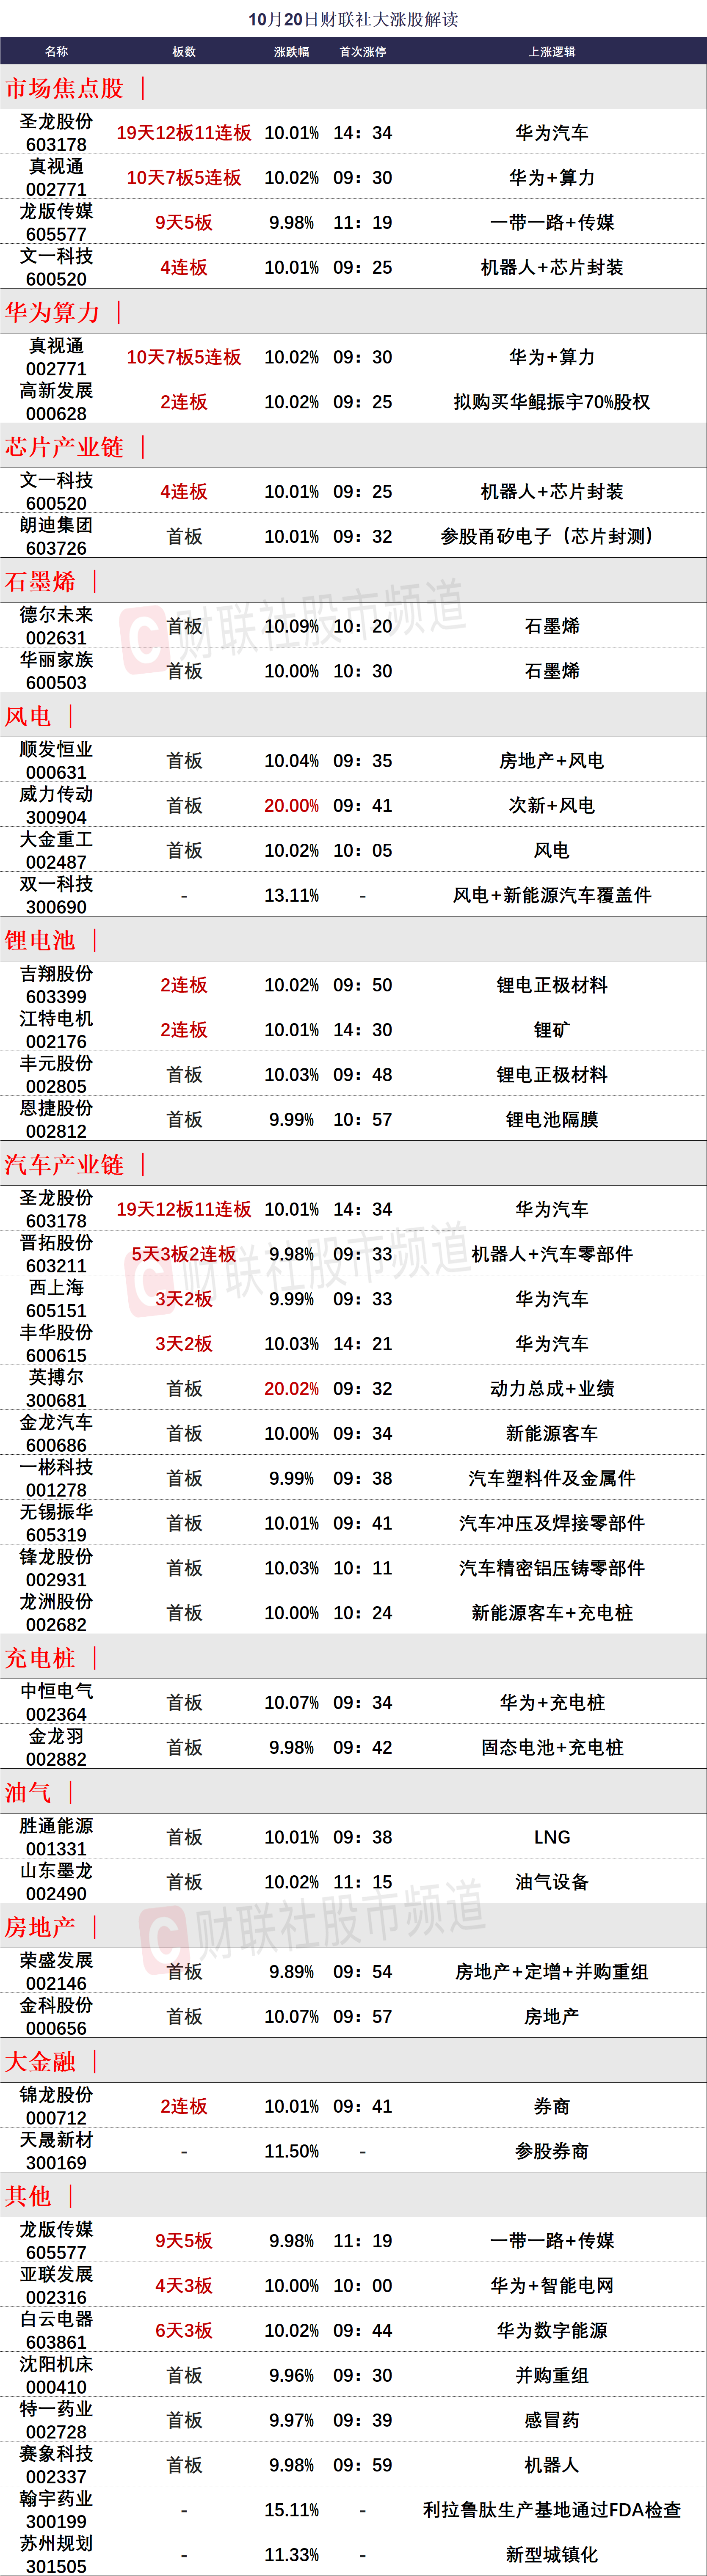 10月20日财联社大涨股解读
名称 板数 涨跌幅 首次涨停 上涨逻辑
市场焦点股 |
圣龙股份 603178 19天12板11连板 10.01% 14：34 华为汽车
真视通 002771 10天7板5连板 10.02% 09：30 华为+算力
龙版传媒 605577 9天5板 9.98% 11：19 一带一路+传媒
文一科技 600520 4连板 10.01% 09：25 机器人+芯片封装
华为算力 |
真视通 002771 10天7板5连板 10.02% 09：30 华为+算力
高新发展 000628 2连板 10.02% 09：25 拟购买华鲲振宇70%股权
芯片产业链 |
文一科技 600520 4连板 10.01% 09：25 机器人+芯片封装
朗迪集团 603726 首板 10.01% 09：32 参股甬矽电子（芯片封测）
石墨烯 |
德尔未来 002631 首板 10.09% 10：20 石墨烯
华丽家族 600503 首板 10.00% 10：30 石墨烯
财联社股市频道
风电 |
顺发恒业 000631 首板 10.04% 09：35 房地产+风电
威力传动 300904 首板 20.00% 09：41 次新+风电
大金重工 002487 首板 10.02% 10：05 风电
双一科技 300690 - 13.11% - 风电+新能源汽车覆盖件
锂电池 |
吉翔股份 603399 2连板 10.02% 09：50 锂电正极材料
江特电机 002176 2连板 10.01% 14：30 锂矿
丰元股份 002805 首板 10.03% 09：48 锂电正极材料
恩捷股份 002812 首板 9.99% 10：57 锂电池隔膜
汽车产业链 |
圣龙股份 603178 19天12板11连板 10.01% 14：34 华为汽车
晋拓股份 603211 5天3板2连板 9.98% 09：33 机器人+汽车零部件
西上海 605151 3天2板 9.99% 09：33 华为汽车
财联社股市频道
丰华股份 600615 3天2板 10.03% 14：21 华为汽车
英搏尔 300681 首板 20.02% 09：32 动力总成+业绩
金龙汽车 600686 首板 10.00% 09：34 新能源客车
一彬科技 001278 首板 9.99% 09：38 汽车塑料件及金属件
无锡振华 605319 首板 10.01% 09：41 汽车冲压及焊接零部件
锋龙股份 002931 首板 10.03% 10：11 汽车精密铝压铸零部件
龙洲股份 002682 首板 10.00% 10：24 新能源客车+充电桩
充电桩 |
中恒电气 002364 首板 10.07% 09：34 华为+充电桩
金龙羽 002882 首板 9.98% 09：42 固态电池+充电桩
油气 |
胜通能源 001331 首板 10.01% 09：38 LNG
山东墨龙 002490 首板 10.02% 11：15 油气设备
财联社股市频道
房地产 |
荣盛发展 002146 首板 9.89% 09：54 房地产+定增+并购重组
金科股份 000656 首板 10.07% 09：57 房地产
大金融 |
锦龙股份 000712 2连板 10.01% 09：41 券商
天晟新材 300169 - 11.50% - 参股券商
其他 |
龙版传媒 605577 9天5板 9.98% 11：19 一带一路+传媒
亚联发展 002316 4天3板 10.00% 10：00 华为+智能电网
白云电器 603861 6天3板 10.02% 09：44 华为数字能源
沈阳机床 000410 首板 9.96% 09：30 并购重组
特一药业 002728 首板 9.97% 09：39 感冒药
赛象科技 002337 首板 9.98% 09：59 机器人
翰宇药业 300199 - 15.11% - 利拉鲁肽生产基地通过FDA检查
苏州规划 301505 - 11.33% - 新型城镇化